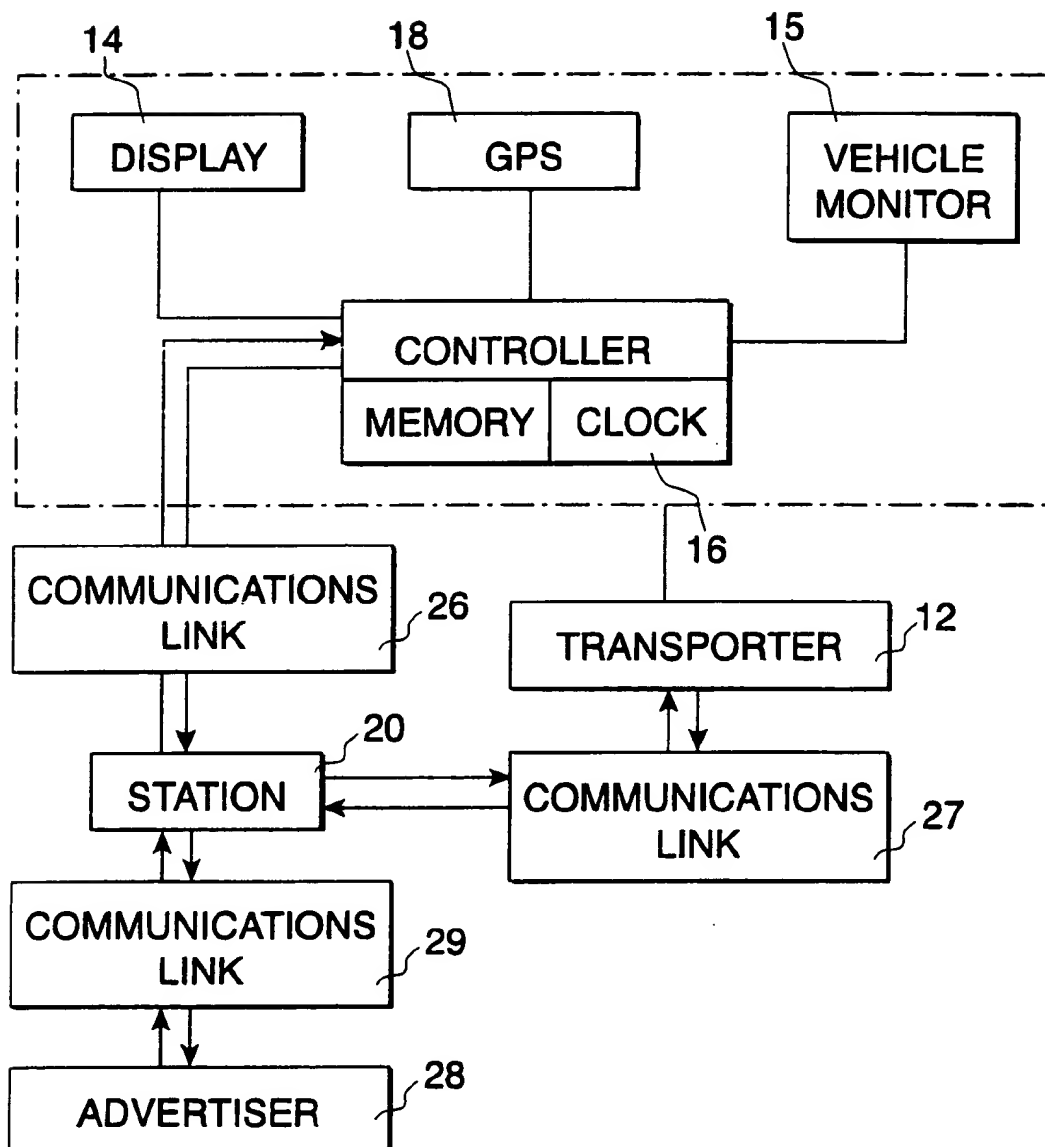 14
18
15
DISPLAY
GPS
VEHICLE
MONITOR
CONTROLLER
MEMORY
CLOCK
16
COMMUNICATIONS
LINK
26
TRANSPORTER
12
20
STATION
COMMUNICATIONS
LINK
27
COMMUNICATIONS
LINK
29
ADVERTISER
28